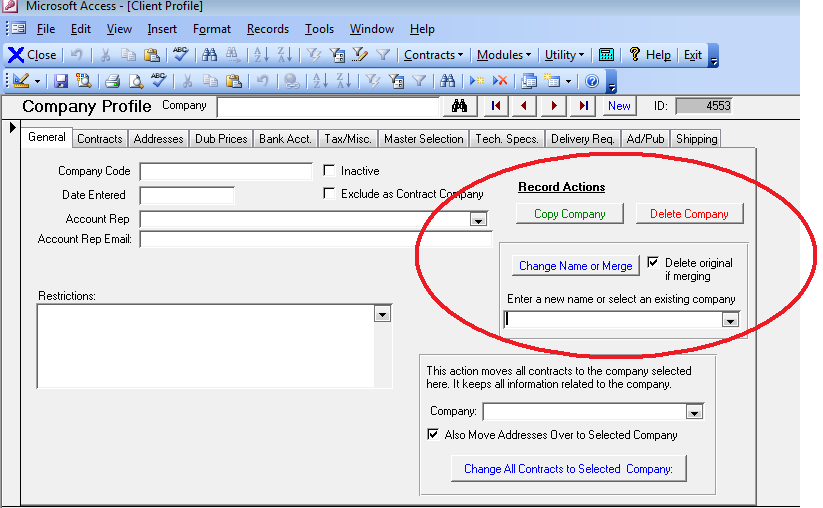 Microsoft Access - [Client Profile]
File Edit View Insert Format Records Tools Window Help
Close Contracts Modules Utility Help Exit
Company Profile Company New ID: 4553
General Contracts Addresses Dub Prices Bank Acct. Tax/Misc. Master Selection Tech. Specs. Delivery Req. Ad/Pub Shipping
Company Code Inactive
Date Entered Exclude as Contract Company
Account Rep
Account Rep Email:
Restrictions:
Record Actions
Copy Company Delete Company
Change Name or Merge Delete original
if merging
Enter a new name or select an existing company
This action moves all contracts to the company selected
here. It keeps all information related to the company.
Company:
Also Move Addresses Over to Selected Company
Change All Contracts to Selected Company: